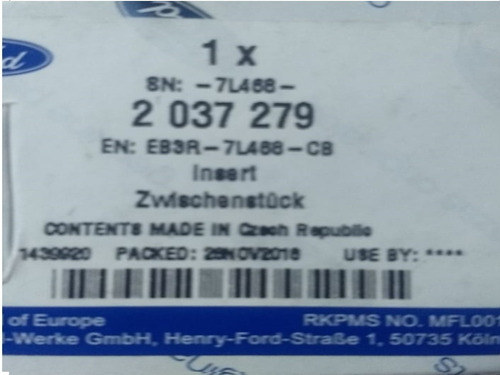 1 x
SN: -7L468-
2 037 279
EN: EB3R-7L468-CB
Insert
Zwischenstück
CONTENTS MADE IN Czech Republic
1439920 PACKED: 28NOV2016 USE BY: ****
of Europe RKPMS NO. MFL001
-Werke GmbH, Henry-Ford-Straße 1, 50735 Köln